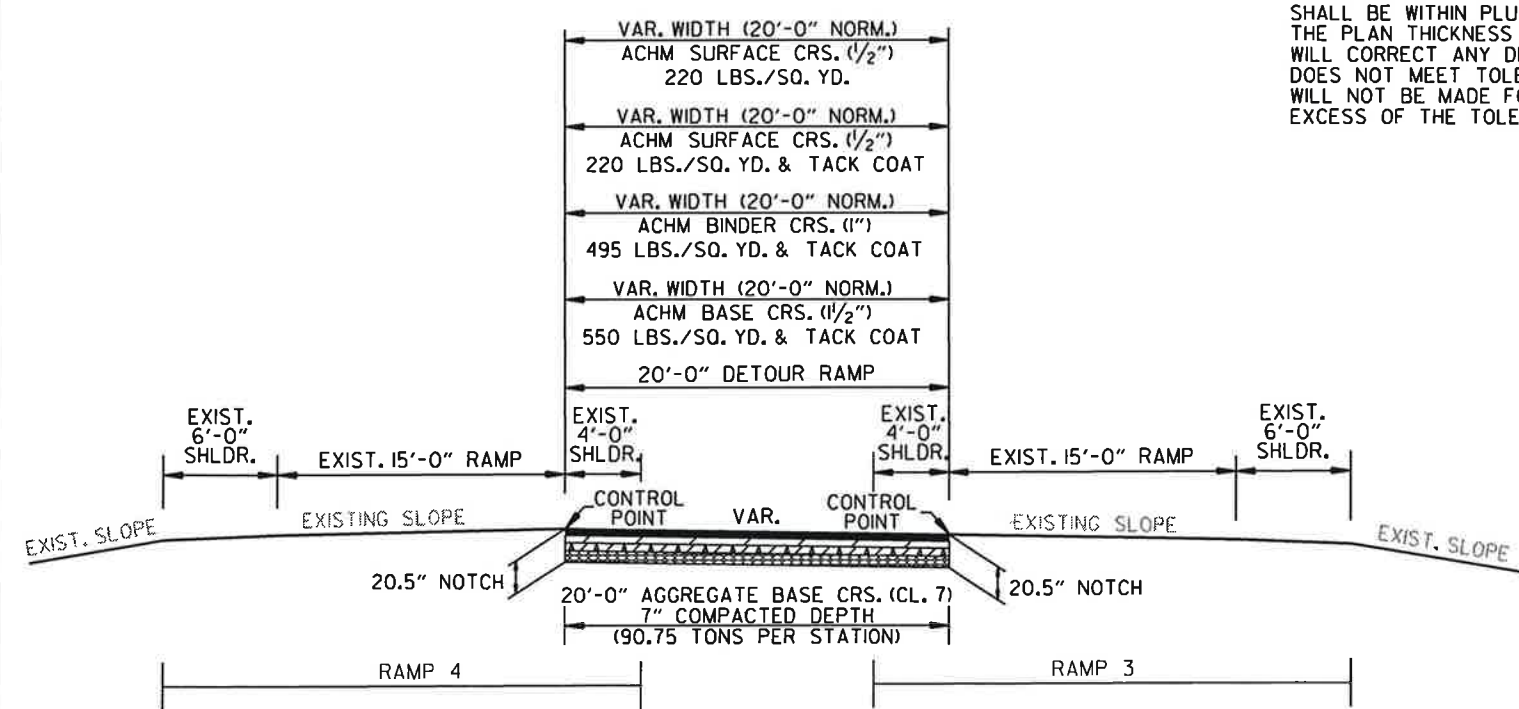 SHALL BE WITHIN PLU
THE PLAN THICKNESS
WILL CORRECT ANY D
DOES NOT MEET TOLE
WILL NOT BE MADE F
EXCESS OF THE TOLE
VAR. WIDTH (20'-0" NORM.)
ACHM SURFACE CRS. (1/2")
220 LBS./SQ. YD.
VAR. WIDTH (20'-0" NORM.)
ACHM SURFACE CRS. (1/2")
220 LBS./SQ. YD. & TACK COAT
VAR. WIDTH (20'-0" NORM.)
ACHM BINDER CRS. (1")
495 LBS./SQ. YD. & TACK COAT
VAR. WIDTH (20'-0" NORM.)
ACHM BASE CRS. (1 1/2")
550 LBS./SQ. YD. & TACK COAT
20'-0" DETOUR RAMP
EXIST.
6'-0"
SHLDR.
EXIST. 15'-0" RAMP
EXIST.
4'-0"
SHLDR.
EXIST.
4'-0"
SHLDR.
EXIST. 15'-0" RAMP
EXIST.
6'-0"
SHLDR.
EXIST. SLOPE
EXISTING SLOPE
CONTROL
POINT
VAR.
CONTROL
POINT
EXISTING SLOPE
EXIST. SLOPE
20.5" NOTCH
20'-0" AGGREGATE BASE CRS. (CL. 7)
7" COMPACTED DEPTH
(90.75 TONS PER STATION)
20.5" NOTCH
RAMP 4
RAMP 3